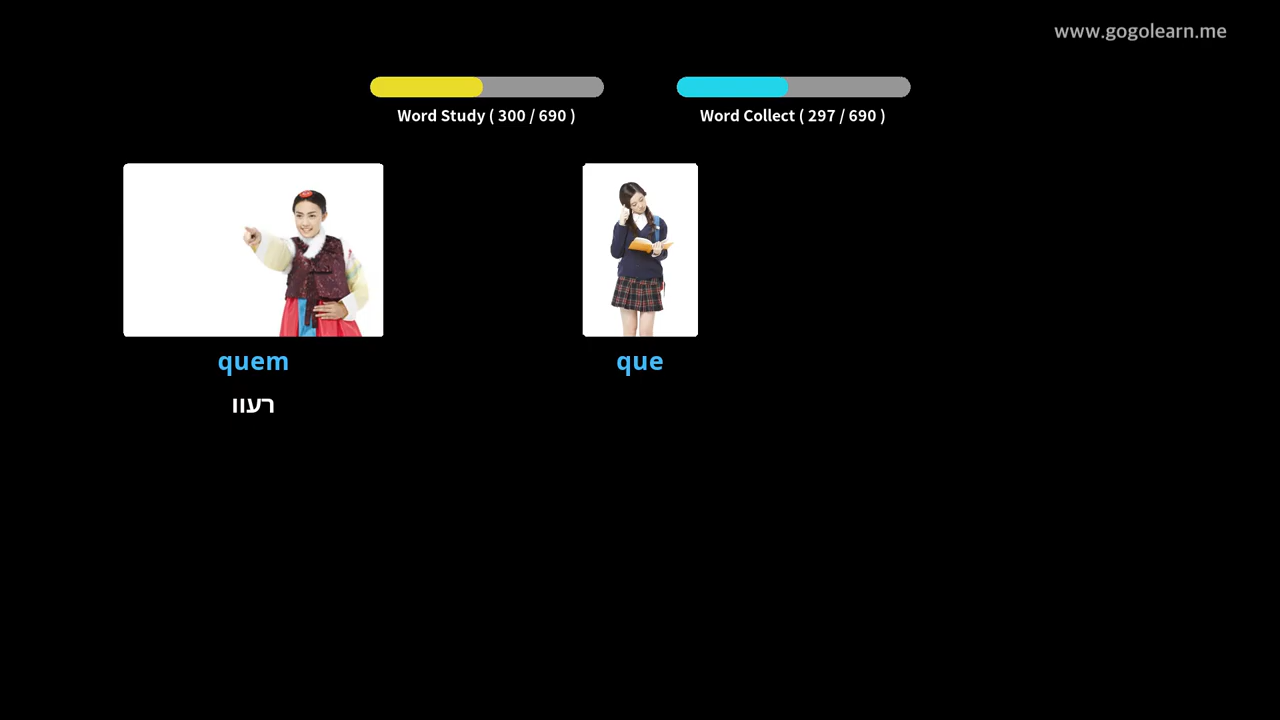 www.gogolearn.me
Word Study ( 300 / 690 )
Word Collect ( 297 / 690 )
quem
que
רעוו